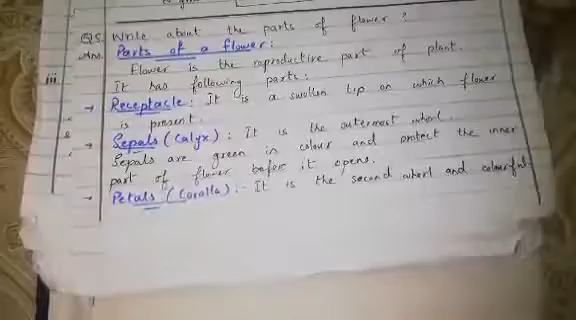 Q15. Write about the parts of flower?
Ans. Parts of a flower:
Flower is the reproductive part of plant.
iii It has following parts:
→ Receptacle: It is a swollen tip on which flower
is present.
→ Sepals (Calyx): It is the outermost whorl.
Sepals are green in colour and protect the inner
part of flower before it opens.
→ Petals (Corolla):- It is the second whorl and colourful